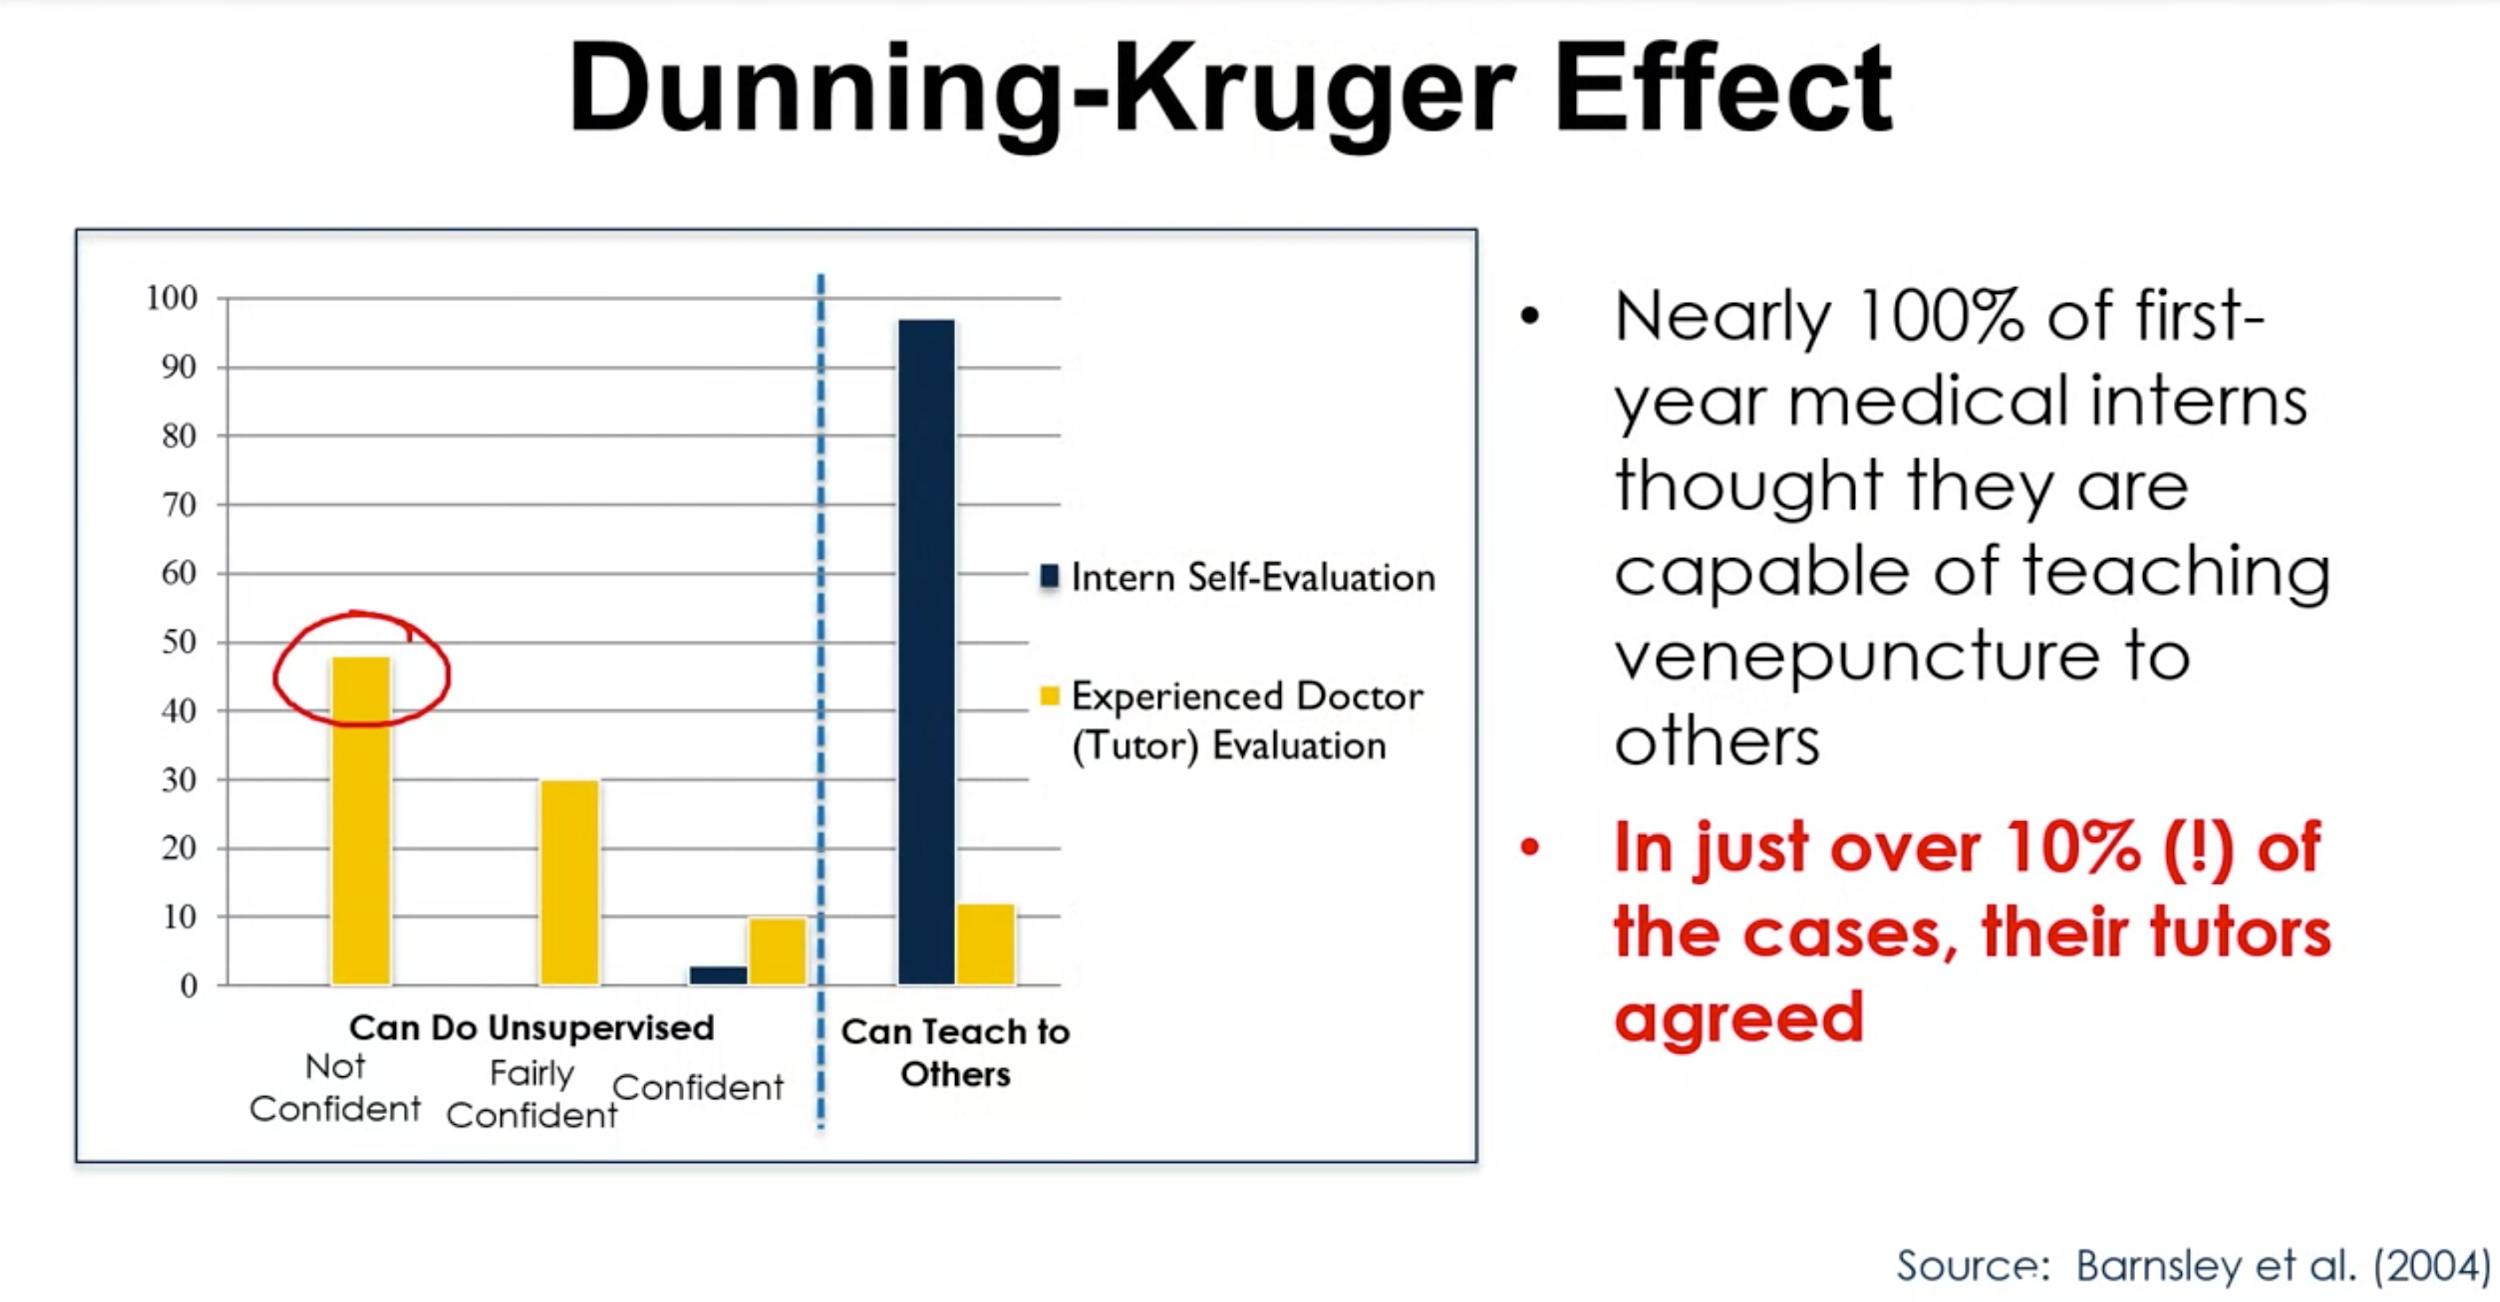 Dunning-Kruger Effect
100
90
80
70
60
50
40
30
20
10
0
Intern Self-Evaluation
Experienced Doctor
(Tutor) Evaluation
Can Do Unsupervised
Not
Confident
Fairly
Confident
Confident
Can Teach to
Others
• Nearly 100% of first-
year medical interns
thought they are
capable of teaching
venepuncture to
others
• In just over 10% (!) of
the cases, their tutors
agreed
Source: Barnsley et al. (2004)